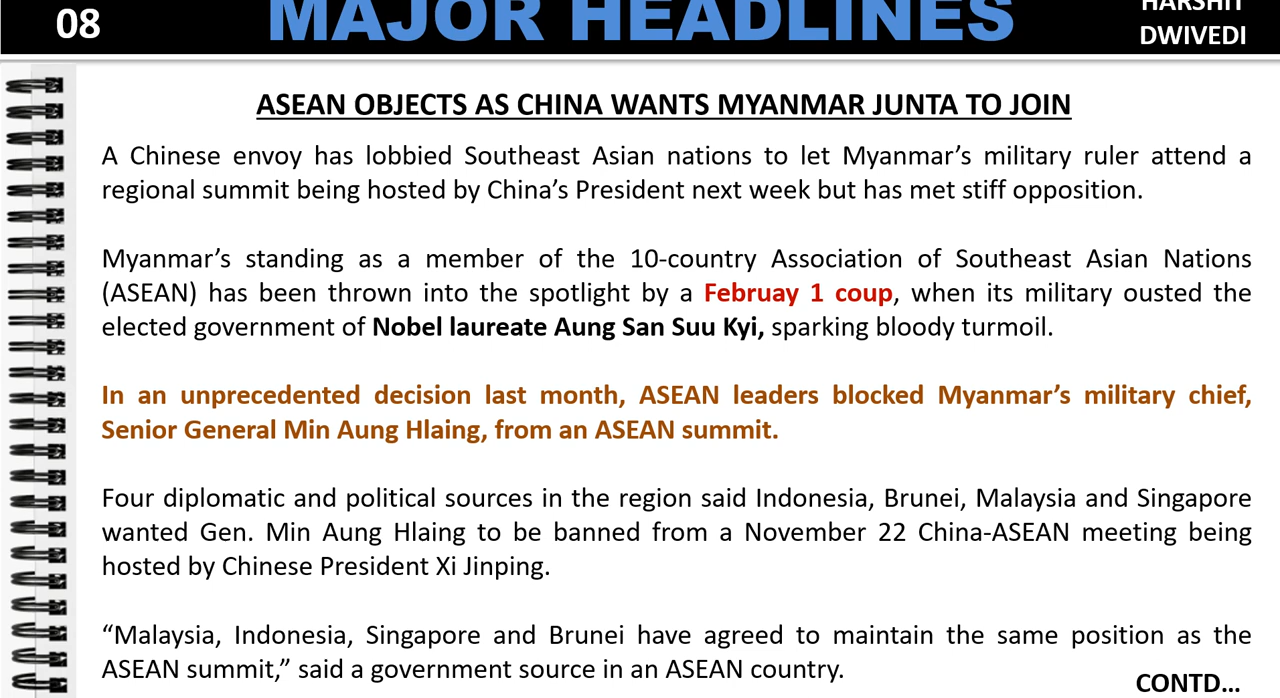 08
MAJOR HEADLINES
HARSHIT
DWIVEDI
ASEAN OBJECTS AS CHINA WANTS MYANMAR JUNTA TO JOIN
A Chinese envoy has lobbied Southeast Asian nations to let Myanmar’s military ruler attend a
regional summit being hosted by China’s President next week but has met stiff opposition.
Myanmar’s standing as a member of the 10-country Association of Southeast Asian Nations
(ASEAN) has been thrown into the spotlight by a Februay 1 coup, when its military ousted the
elected government of Nobel laureate Aung San Suu Kyi, sparking bloody turmoil.
In an unprecedented decision last month, ASEAN leaders blocked Myanmar’s military chief,
Senior General Min Aung Hlaing, from an ASEAN summit.
Four diplomatic and political sources in the region said Indonesia, Brunei, Malaysia and Singapore
wanted Gen. Min Aung Hlaing to be banned from a November 22 China-ASEAN meeting being
hosted by Chinese President Xi Jinping.
“Malaysia, Indonesia, Singapore and Brunei have agreed to maintain the same position as the
ASEAN summit,” said a government source in an ASEAN country.
CONTD...